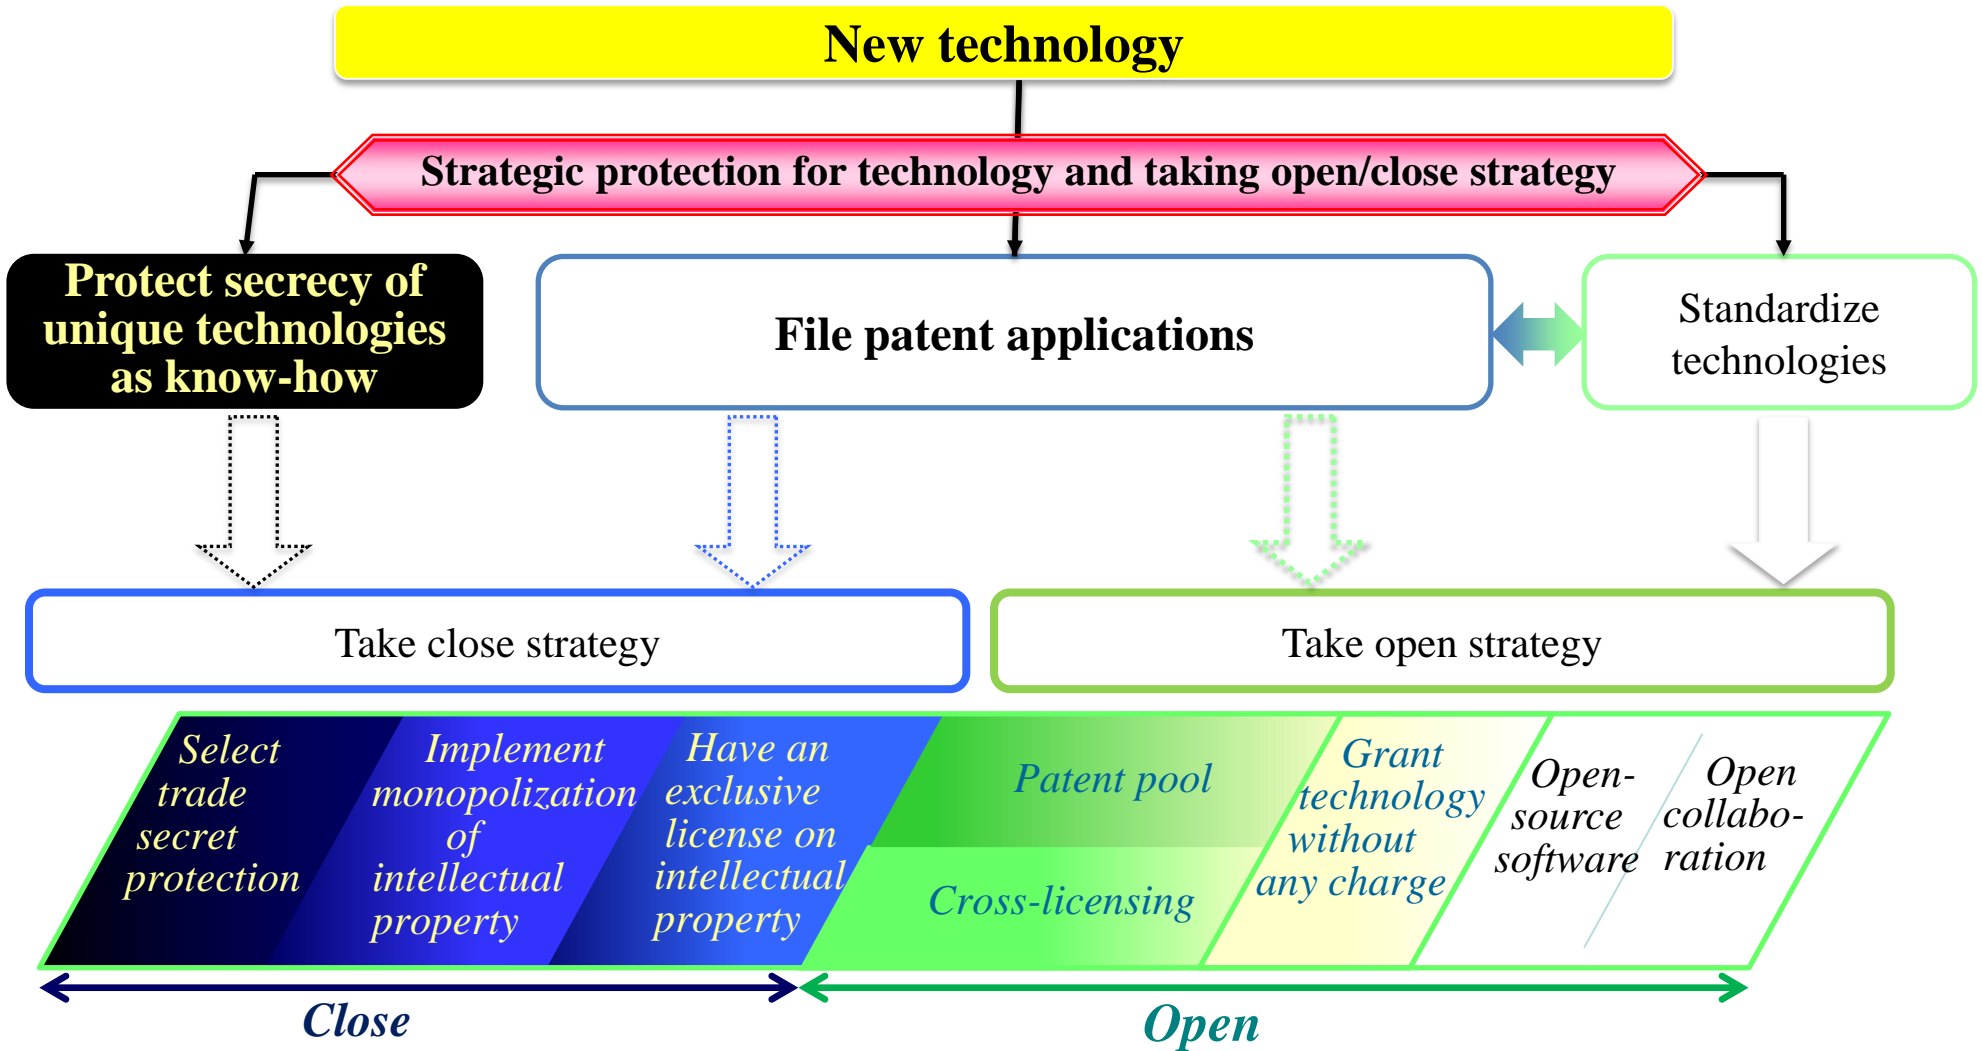 New technology
Strategic protection for technology and taking open/close strategy
Protect secrecy of
unique technologies
as know-how
File patent applications
Standardize
technologies
Take close strategy
Take open strategy
Select
trade
secret
protection
Implement
monopolization
of
intellectual
property
Have an
exclusive
license on
intellectual
property
Patent pool
Cross-licensing
Grant
technology
without
any charge
Open-
source
software
Open
collabo-
ration
Close
Open